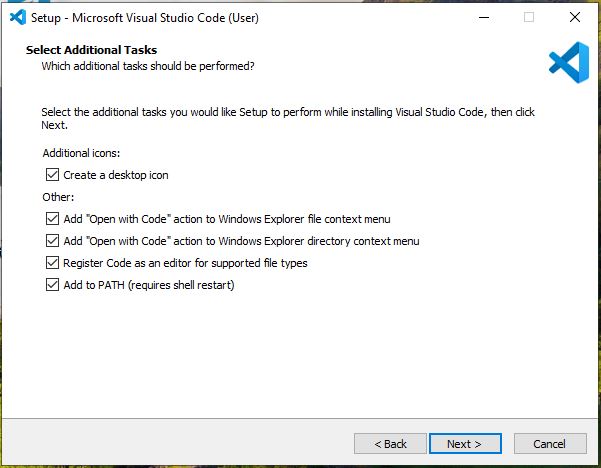 Setup - Microsoft Visual Studio Code (User)
Select Additional Tasks
Which additional tasks should be performed?
Select the additional tasks you would like Setup to perform while installing Visual Studio Code, then click
Next.
Additional icons:
Create a desktop icon
Other:
Add "Open with Code" action to Windows Explorer file context menu
Add "Open with Code" action to Windows Explorer directory context menu
Register Code as an editor for supported file types
Add to PATH (requires shell restart)
< Back Next > Cancel